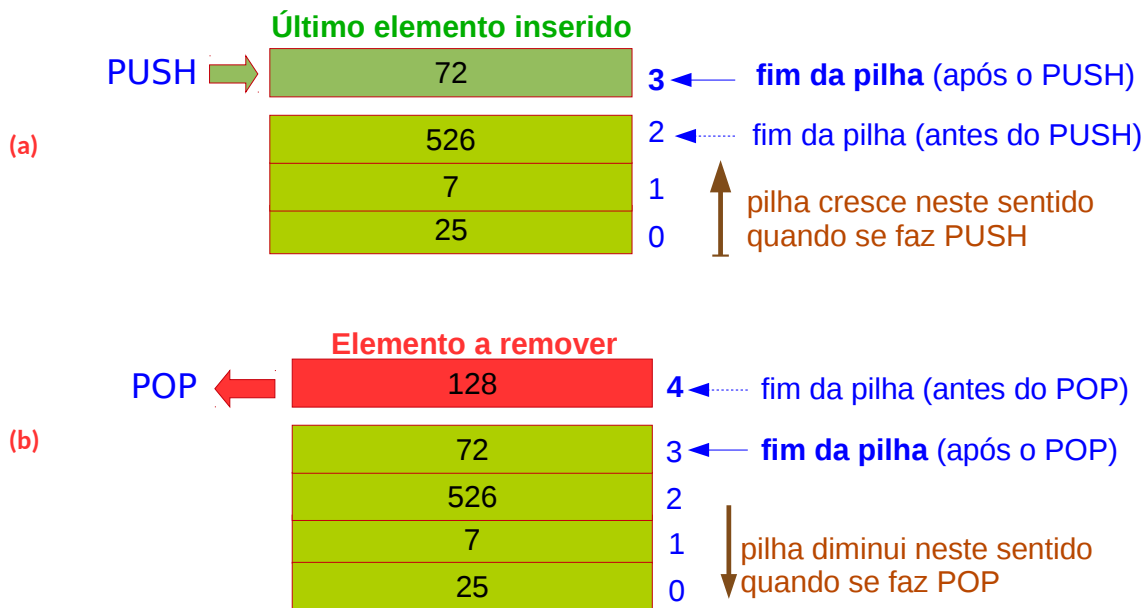 Último elemento inserido
PUSH 72 3 fim da pilha (após o PUSH)
(a) 526 2 fim da pilha (antes do PUSH)
7 1 pilha cresce neste sentido
25 0 quando se faz PUSH
Elemento a remover
POP 128 4 fim da pilha (antes do POP)
(b) 72 3 fim da pilha (após o POP)
526 2
7 1 pilha diminui neste sentido
25 0 quando se faz POP